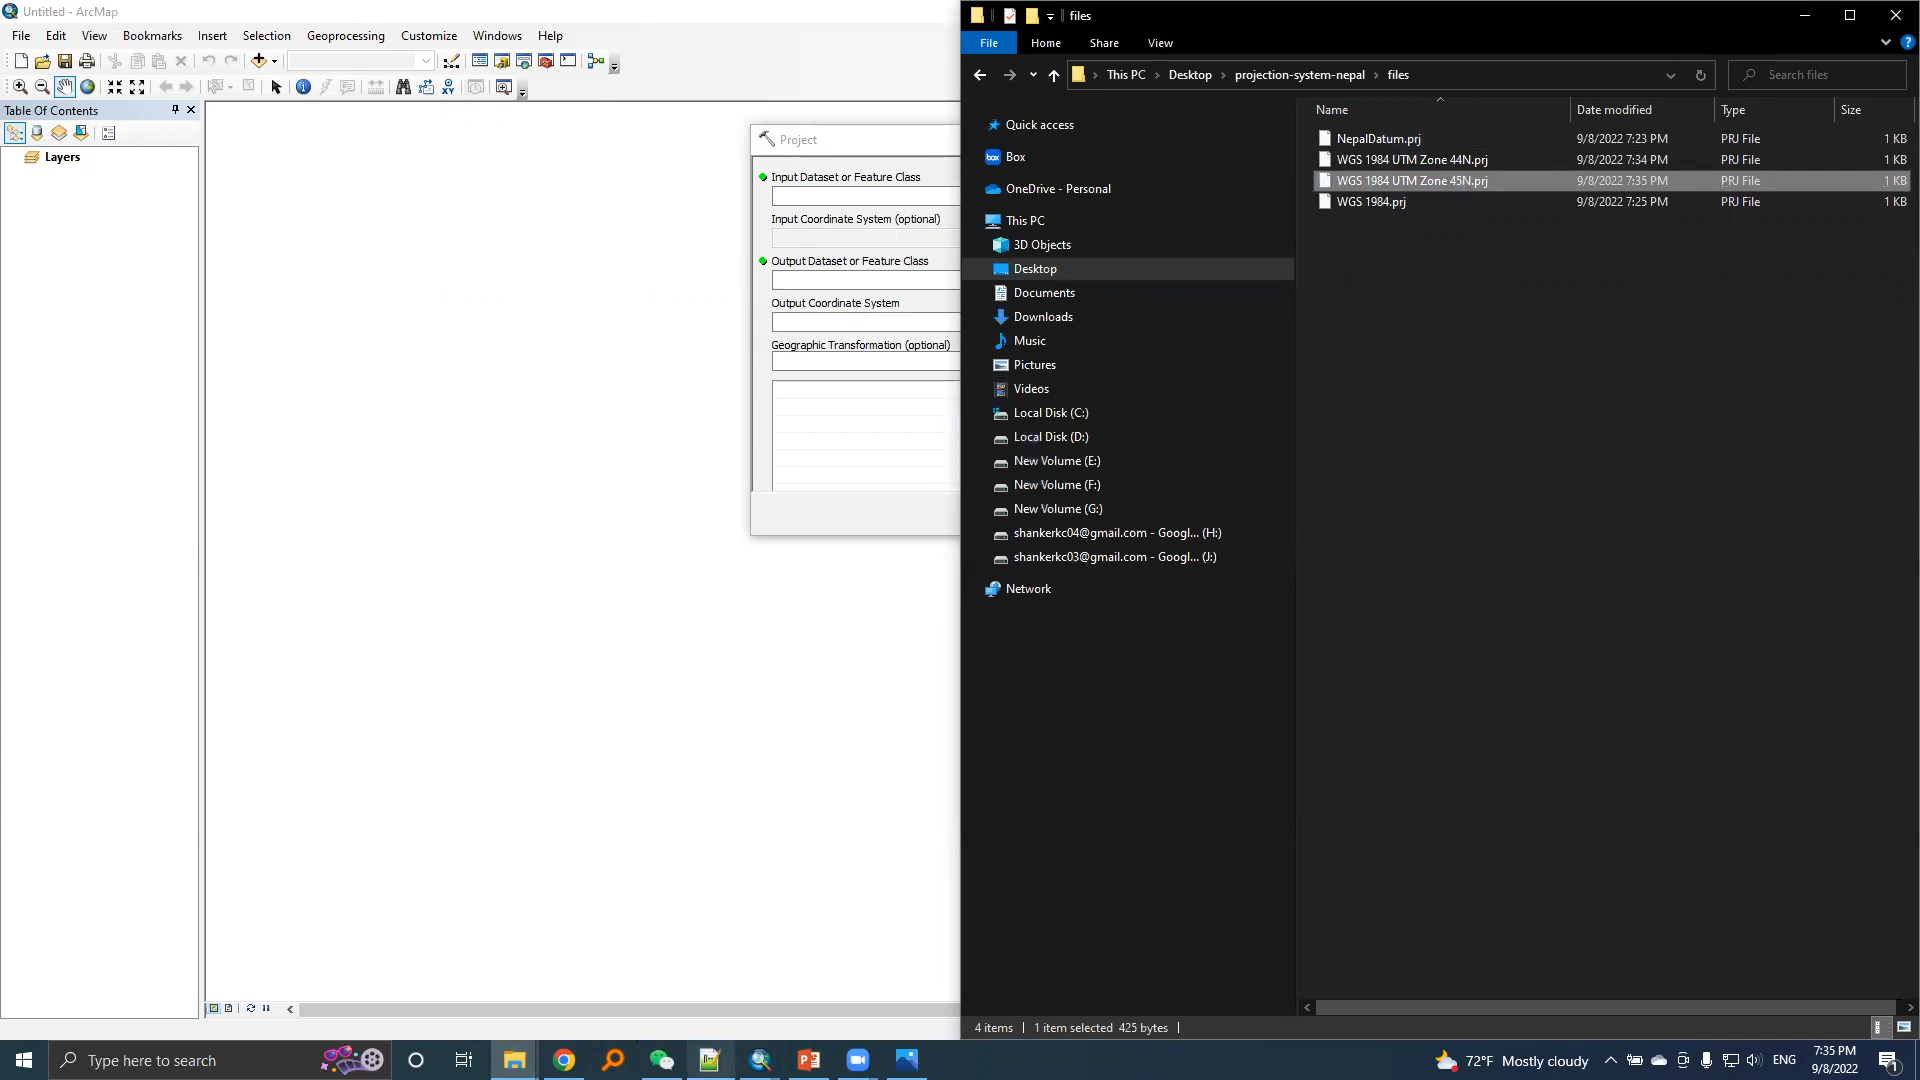 Untitled - ArcMap
File Edit View Bookmarks Insert Selection Geoprocessing Customize Windows Help
Table Of Contents
Layers
Project
Input Dataset or Feature Class
Input Coordinate System (optional)
Output Dataset or Feature Class
Output Coordinate System
Geographic Transformation (optional)
files
File Home Share View
This PC Desktop projection-system-nepal files
Search files
Quick access
Box
OneDrive - Personal
This PC
3D Objects
Desktop
Documents
Downloads
Music
Pictures
Videos
Local Disk (C:)
Local Disk (D:)
New Volume (E:)
New Volume (F:)
New Volume (G:)
shankerkc04@gmail.com - Googl... (H:)
shankerkc03@gmail.com - Googl... (J:)
Network
Name Date modified Type Size
NepalDatum.prj 9/8/2022 7:23 PM PRJ File 1 KB
WGS 1984 UTM Zone 44N.prj 9/8/2022 7:34 PM PRJ File 1 KB
WGS 1984 UTM Zone 45N.prj 9/8/2022 7:35 PM PRJ File 1 KB
WGS 1984.prj 9/8/2022 7:25 PM PRJ File 1 KB
4 items 1 item selected 425 bytes
Type here to search
72°F Mostly cloudy
ENG
7:35 PM
9/8/2022
1